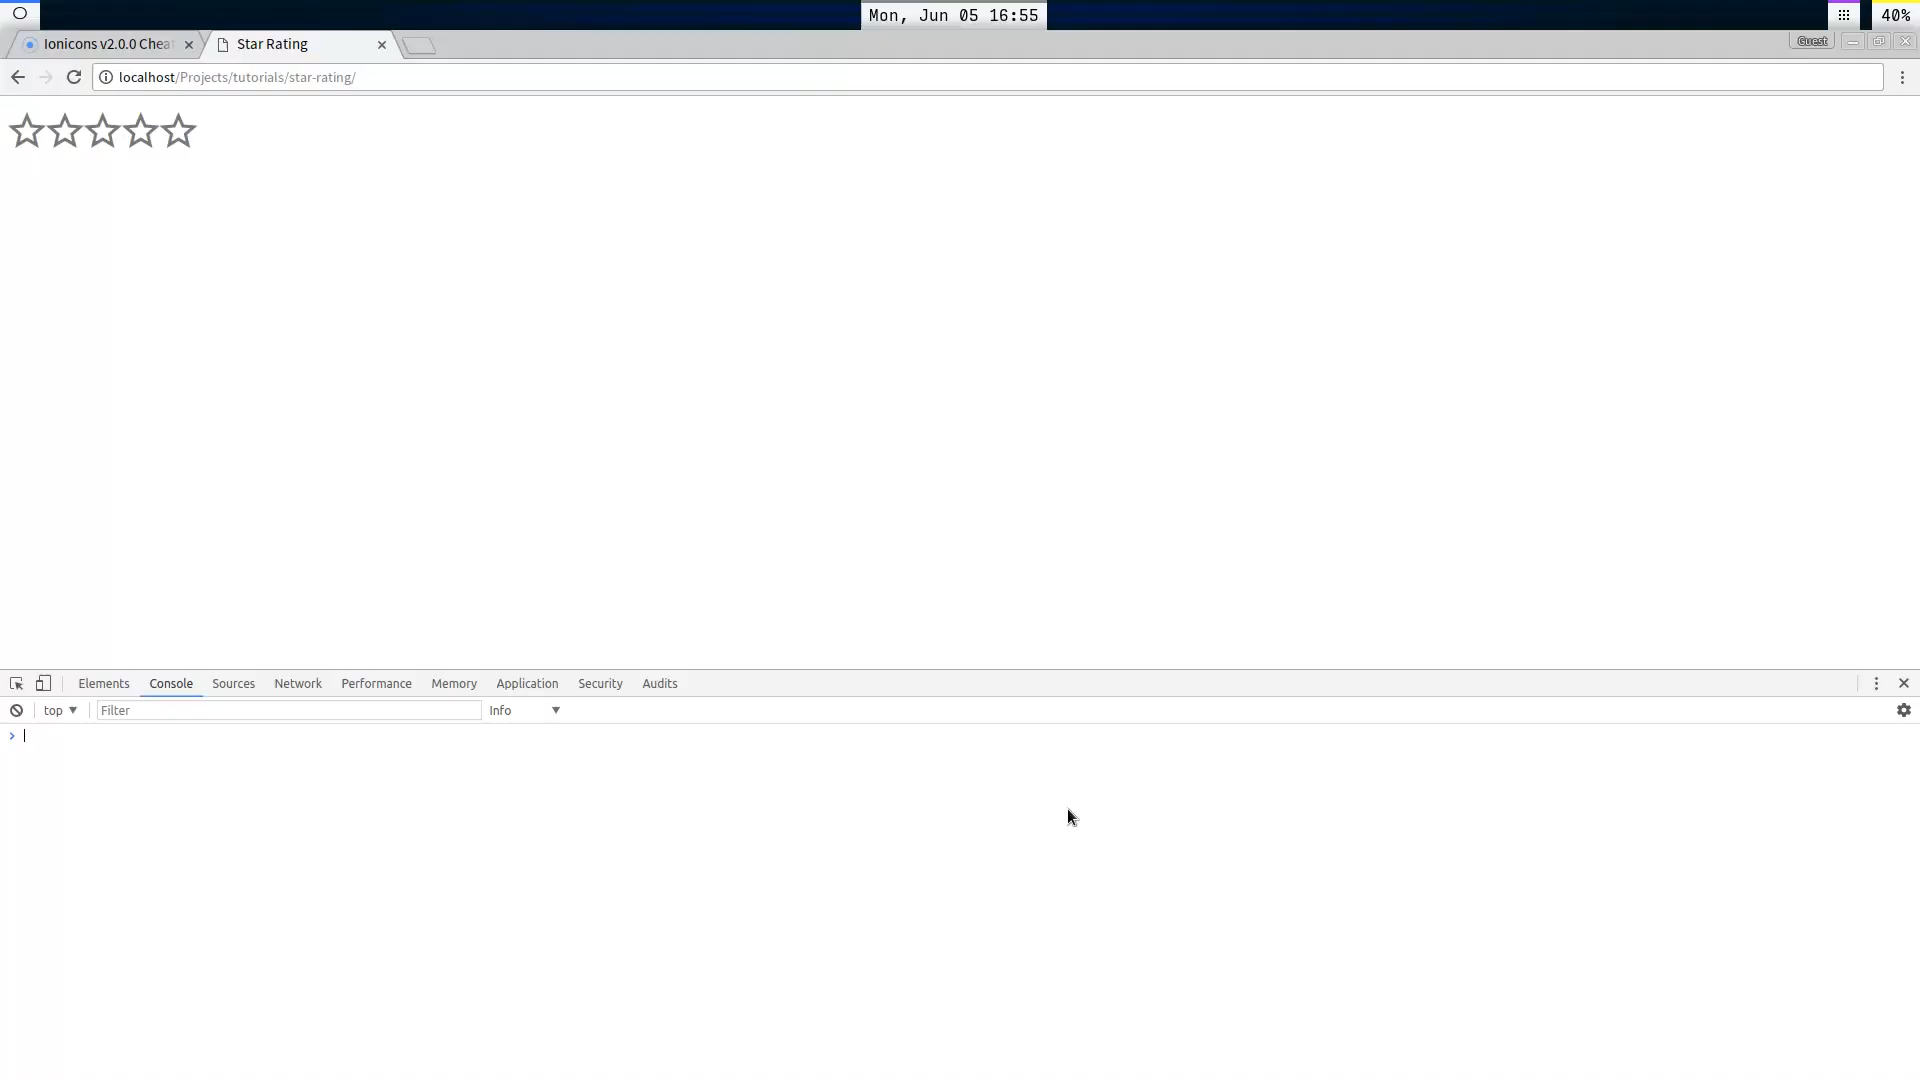 Mon, Jun 05 16:55
40%
Ionicons v2.0.0 Chea
Star Rating
Guest
localhost/Projects/tutorials/star-rating/
Elements Console Sources Network Performance Memory Application Security Audits
top Filter Info